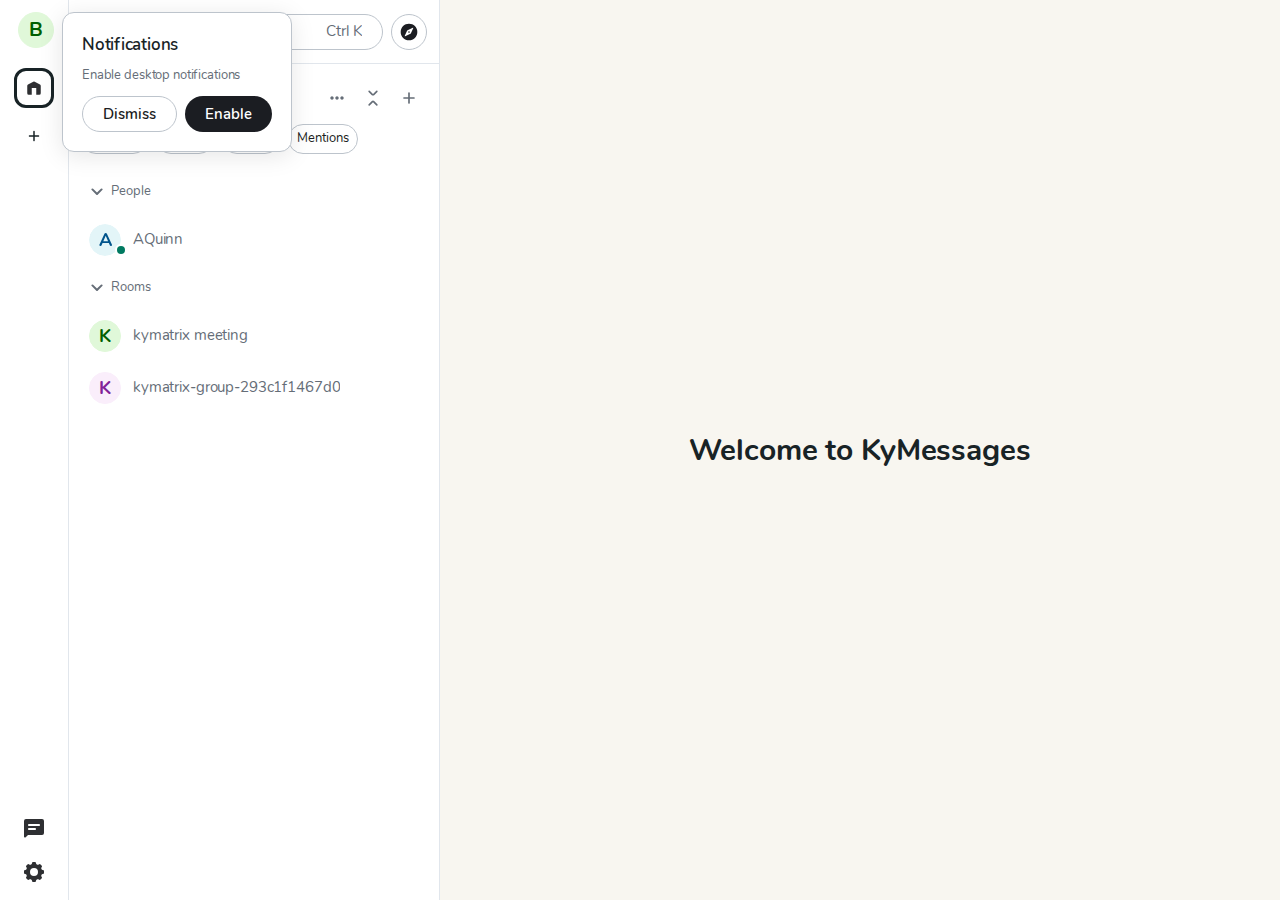 B
Notifications
Enable desktop notifications
Dismiss
Enable
Ctrl K
Mentions
People
A
AQuinn
Rooms
K
kymatrix meeting
K
kymatrix-group-293c1f1467d0
Welcome to KyMessages